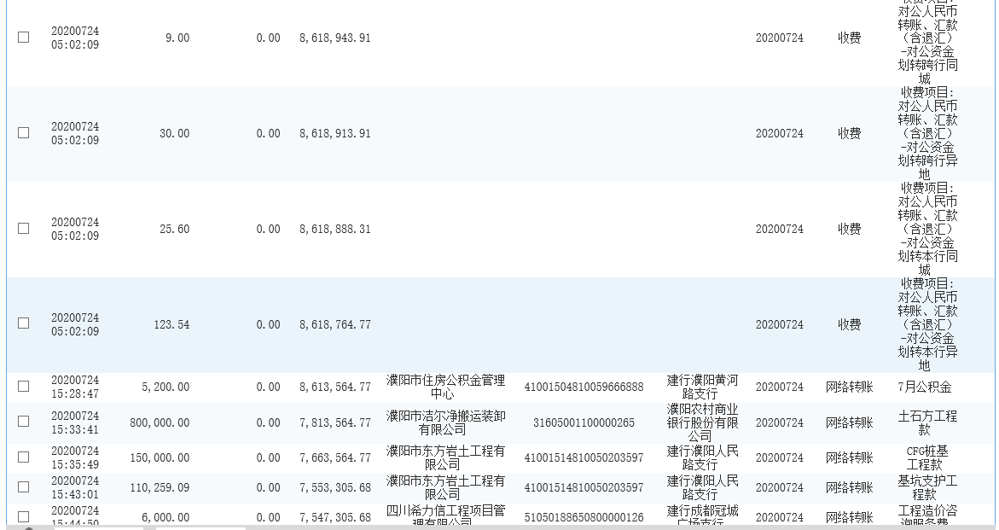 收费项目:
对公人民币
转账、汇款
（含退汇）
-对公资金
划转跨行同
城
20200724
05:02:09
9.00
0.00
8,618,943.91
20200724
收费
收费项目:
对公人民币
转账、汇款
（含退汇）
-对公资金
划转跨行异
地
20200724
05:02:09
30.00
0.00
8,618,913.91
20200724
收费
收费项目:
对公人民币
转账、汇款
（含退汇）
-对公资金
划转本行同
城
20200724
05:02:09
25.60
0.00
8,618,888.31
20200724
收费
收费项目:
对公人民币
转账、汇款
（含退汇）
-对公资金
划转本行异
地
20200724
05:02:09
123.54
0.00
8,618,764.77
20200724
收费
20200724
15:28:47
5,200.00
0.00
8,613,564.77
濮阳市住房公积金管理
中心
41001504810059666888
建行濮阳黄河
路支行
20200724
网络转账
7月公积金
20200724
15:33:41
800,000.00
0.00
7,813,564.77
濮阳市洁尔净搬运装卸
有限公司
31605001100000265
濮阳农村商业
银行股份有限
公司
20200724
网络转账
土石方工程
款
20200724
15:35:49
150,000.00
0.00
7,663,564.77
濮阳市东方岩土工程有
限公司
41001514810050203597
建行濮阳人民
路支行
20200724
网络转账
CFG桩基
工程款
20200724
15:43:01
110,259.09
0.00
7,553,305.68
濮阳市东方岩土工程有
限公司
41001514810050203597
建行濮阳人民
路支行
20200724
网络转账
基坑支护工
程款
20200724
15:44:50
6,000.00
0.00
7,547,305.68
四川希力信工程项目管
理有限公司
51050188650800000126
建行成都冠城
广场支行
20200724
网络转账
工程造价咨
询服务费